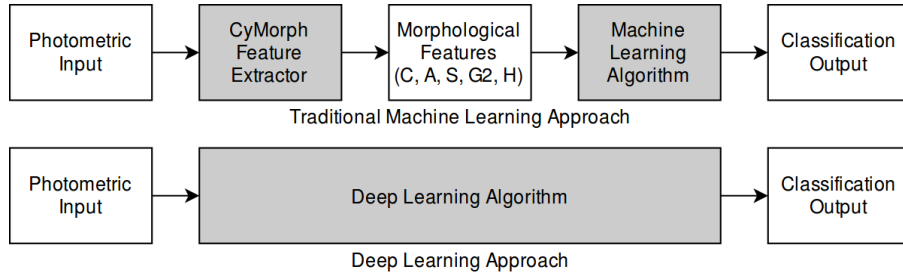 Photometric
Input
CyMorph
Feature
Extractor
Morphological
Features
(C, A, S, G2, H)
Machine
Learning
Algorithm
Classification
Output
Traditional Machine Learning Approach
Photometric
Input
Deep Learning Algorithm
Classification
Output
Deep Learning Approach